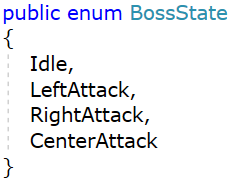 public enum BossState
{
    Idle,
    LeftAttack,
    RightAttack,
    CenterAttack
}